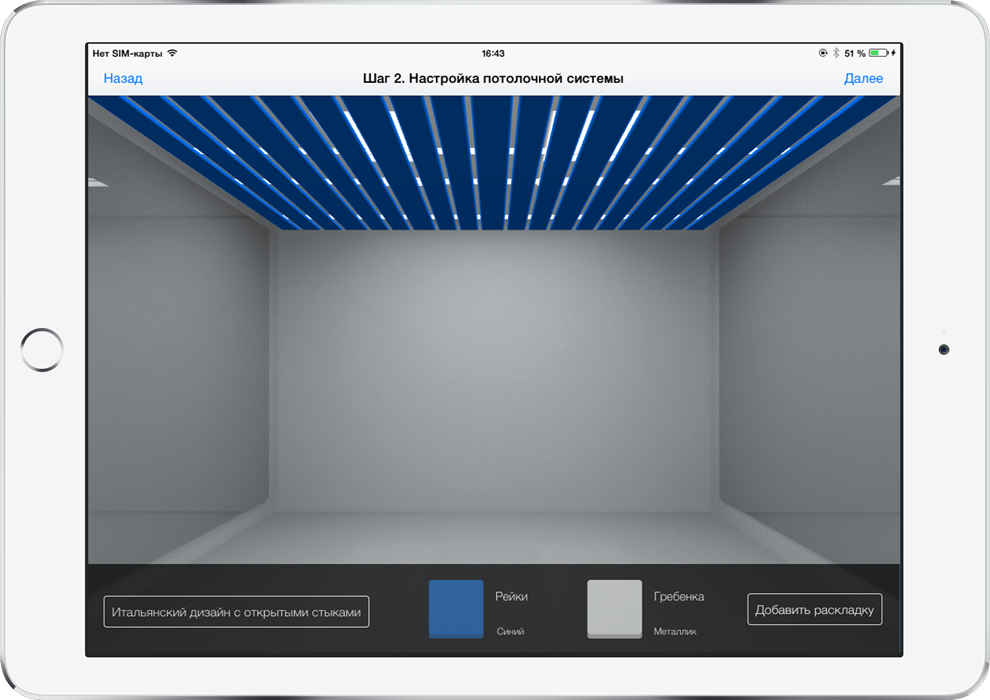 Нет SIM-карты 16:43 51 %
Назад Шаг 2. Настройка потолочной системы Далее
Итальянский дизайн с открытыми стыками
Рейки
Синий
Гребенка
Металлик
Добавить раскладку